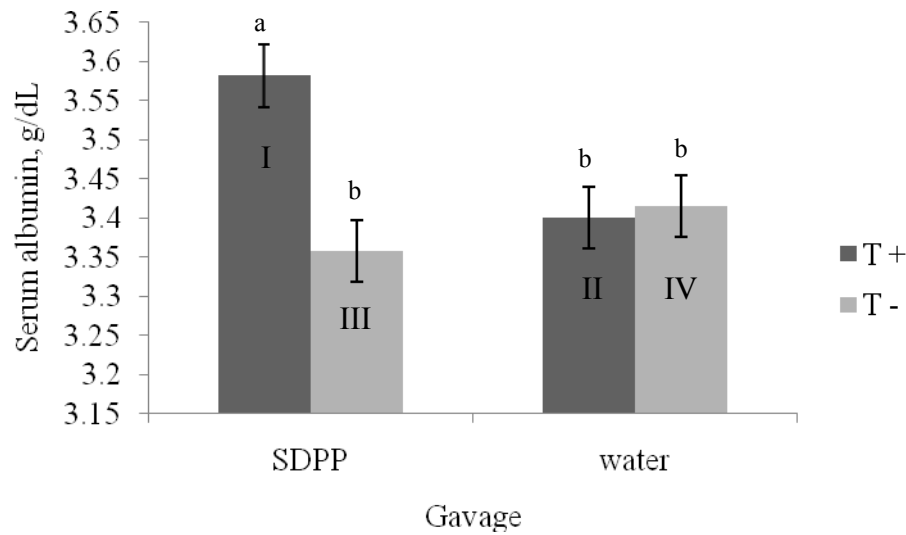 3.65
3.6
3.55
3.5
3.45
3.4
3.35
3.3
3.25
3.2
3.15
Serum albumin, g/dL
a
I
b
III
b
II
b
IV
T +
T -
SDPP
water
Gavage